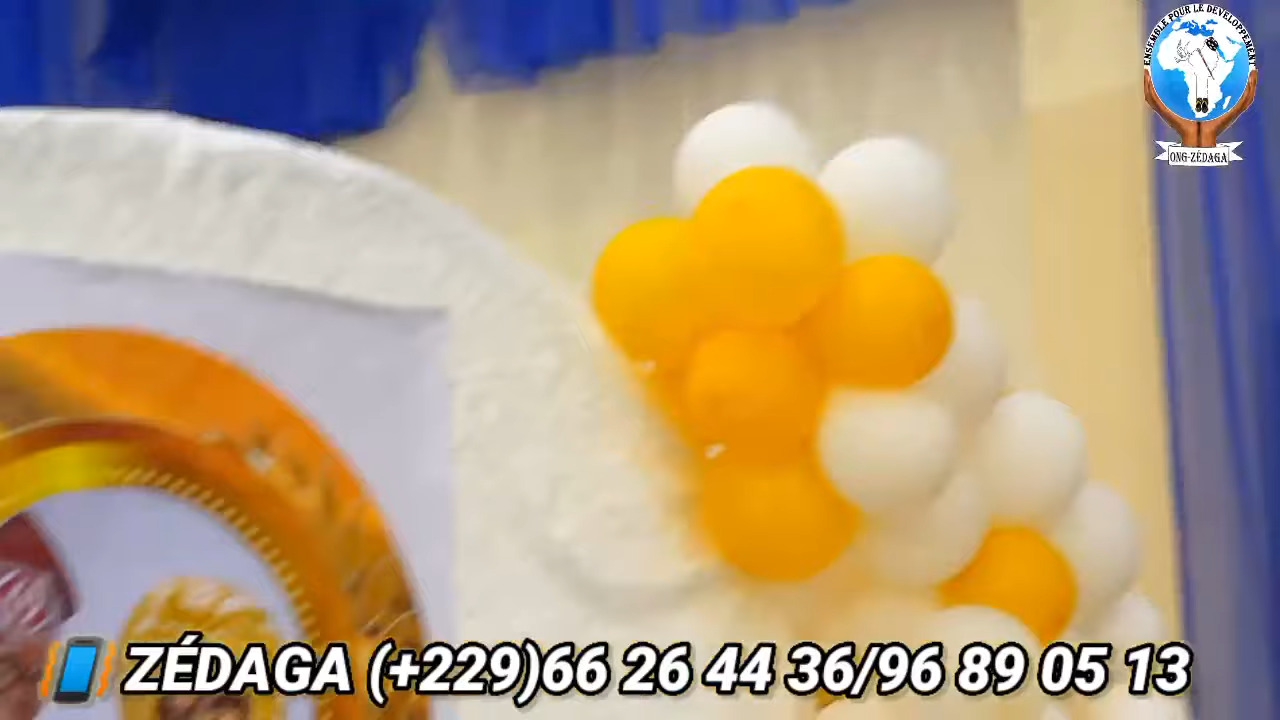 ENSEMBLE POUR LE DEVELOPPEMENT
ONG-ZÉDAGA
ZÉDAGA (+229)66 26 44 36/96 89 05 13